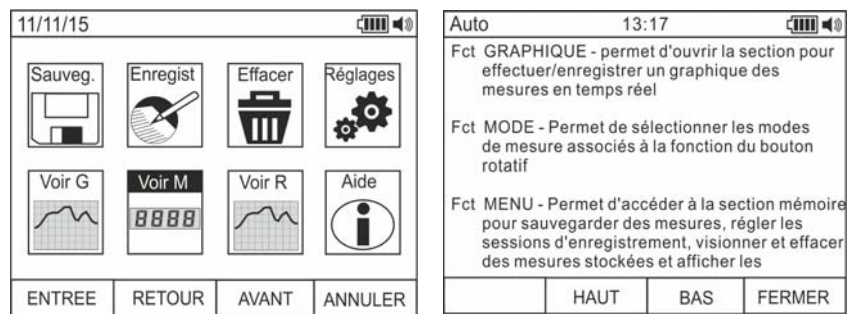 11/11/15
Sauveg. Enregist Effacer Réglages
Voir G Voir M Voir R Aide
8888
ENTREE RETOUR AVANT ANNULER
Auto 13:17
Fct GRAPHIQUE - permet d'ouvrir la section pour
effectuer/enregistrer un graphique des
mesures en temps réel
Fct MODE - Permet de sélectionner les modes
de mesure associés à la fonction du bouton
rotatif
Fct MENU - Permet d'accéder à la section mémoire
pour sauvegarder des mesures, régler les
sessions d'enregistrement, visionner et effacer
des mesures stockées et afficher les
HAUT BAS FERMER